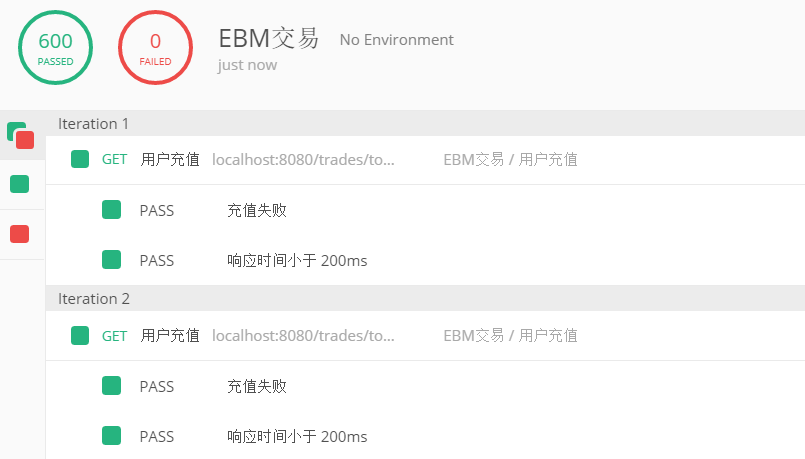 600 PASSED
0 FAILED
EBM交易 No Environment
just now
Iteration 1
GET 用户充值 localhost:8080/trades/to... EBM交易 / 用户充值
PASS 充值失败
PASS 响应时间小于 200ms
Iteration 2
GET 用户充值 localhost:8080/trades/to... EBM交易 / 用户充值
PASS 充值失败
PASS 响应时间小于 200ms